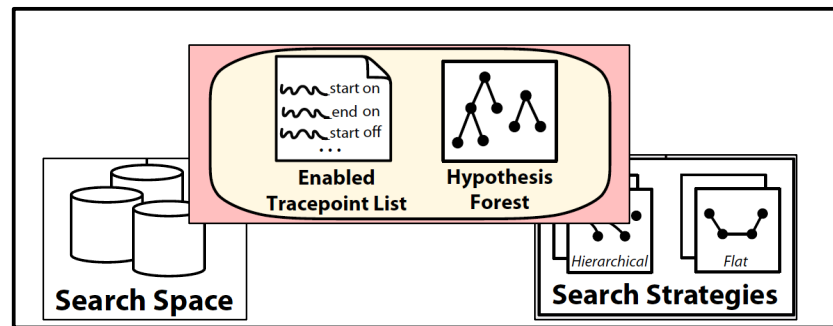 start on
end on
start off
...
Enabled
Tracepoint List
Hypothesis
Forest
Hierarchical
Flat
Search Space
Search Strategies